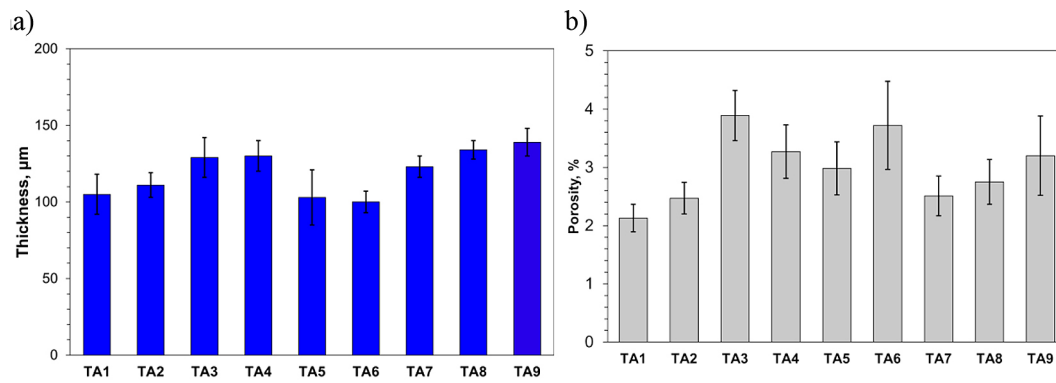 a)
200
150
100
50
0
Thickness, µm
TA1 TA2 TA3 TA4 TA5 TA6 TA7 TA8 TA9
b)
5
4
3
2
1
0
Porosity, %
TA1 TA2 TA3 TA4 TA5 TA6 TA7 TA8 TA9